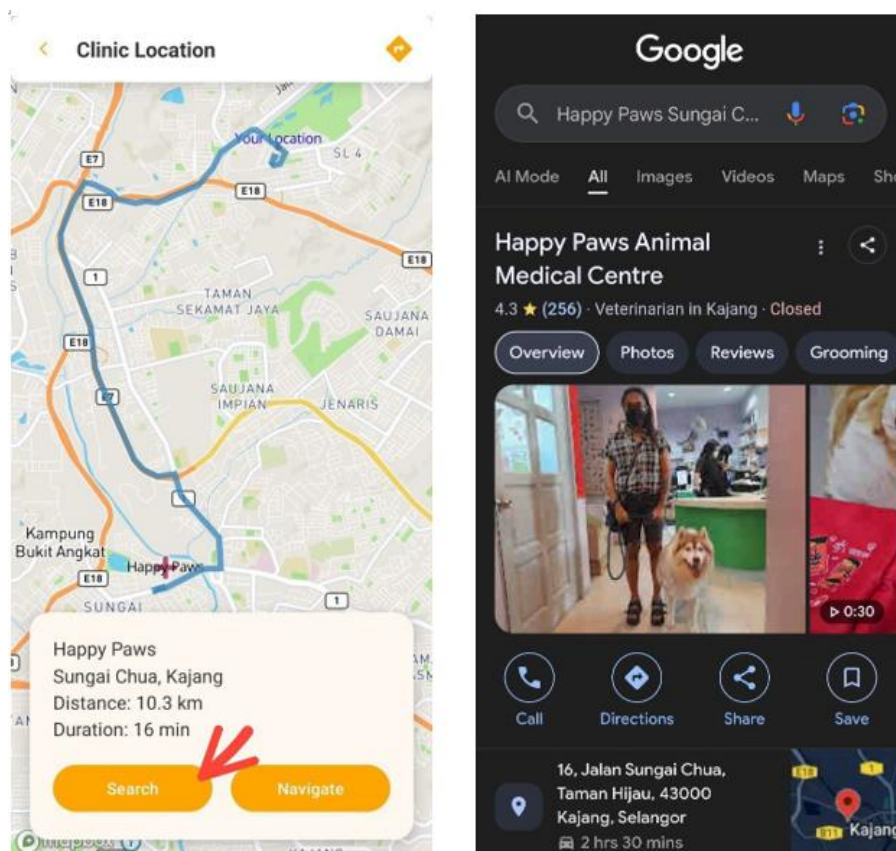 Clinic Location
Your Location
SL 4
E7
E18
E18
E18
1
TAMAN
SEKAMAT JAYA
SAUJANA
DAMAI
E18
SAUJANA
IMPIAN
JENARIS
Kampung
Bukit Angkat
Happy Paws
E18
SUNGAI
1
Happy Paws
Sungai Chua, Kajang
Distance: 10.3 km
Duration: 16 min
Search
Navigate
mapbox
Google
Happy Paws Sungai C...
AI Mode
All
Images
Videos
Maps
Sho
Happy Paws Animal
Medical Centre
4.3 ★ (256) · Veterinarian in Kajang · Closed
Overview
Photos
Reviews
Grooming
0:30
Call
Directions
Share
Save
16, Jalan Sungai Chua,
Taman Hijau, 43000
Kajang, Selangor
2 hrs 30 mins
E18
1
B11
Kajang